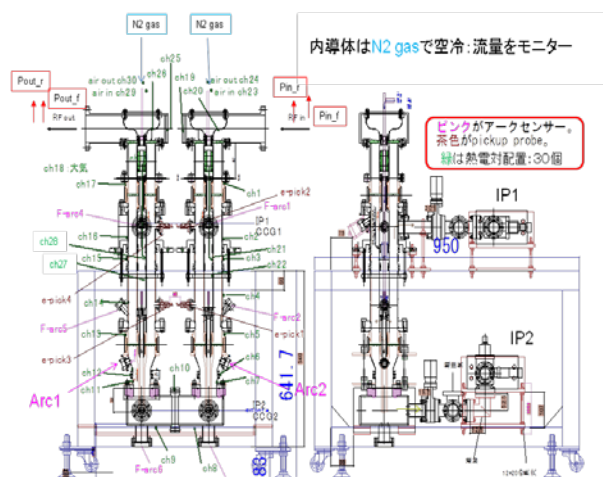 N2 gas
N2 gas
内導体はN2 gasで空冷：流量をモニター
ch25
ch26
Pout_r
air out ch30
air in ch29
ch19
ch20
air out ch24
air in ch23
Pin_r
Pout_f
RF out
RF in
Pin_f
ピンクがアークセンサー。
茶色がpickup probe。
緑は熱電対配置：30個
ch18：大気
ch17
ch1
e-pick2
F-arc4
F-arc1
IP1
CCG1
IP1
ch16
ch2
950
ch28
ch15
ch21
ch3
ch27
ch22
e-pick4
ch14
ch4
F-arc5
F-arc2
ch13
e-pick1
ch5
e-pick3
IP2
ch6
641.7
Arc1
ch12
ch11
ch10
ch7
Arc2
IP2
CCG2
ch9
ch8
F-arc6